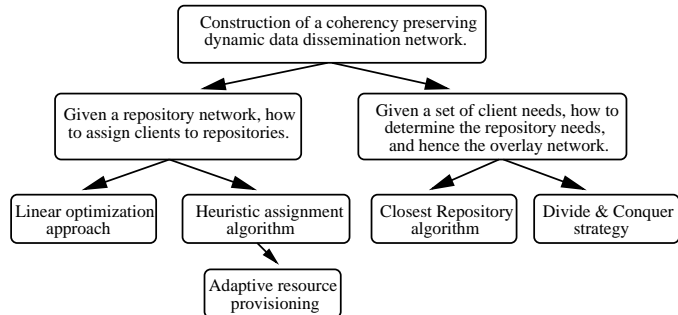 Construction of a coherency preserving
dynamic data dissemination network.
Given a repository network, how
to assign clients to repositories.
Given a set of client needs, how to
determine the repository needs,
and hence the overlay network.
Linear optimization
approach
Heuristic assignment
algorithm
Closest Repository
algorithm
Divide & Conquer
strategy
Adaptive resource
provisioning